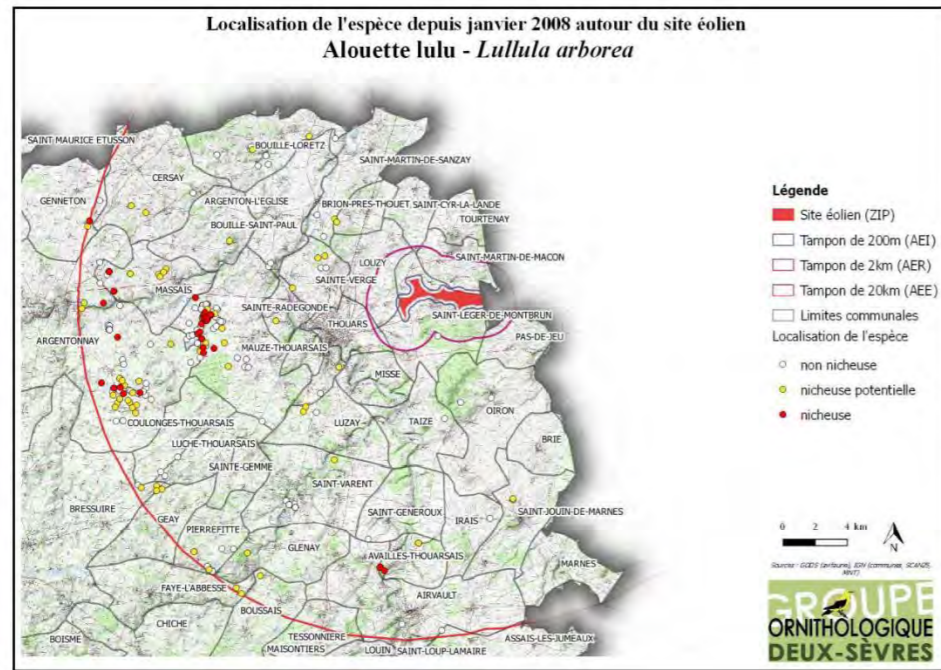 Localisation de l'espèce depuis janvier 2008 autour du site éolien
Alouette lulu - Lullula arborea
SAINT MAURICE ETUSSON
BOUILLE-LORETZ
SAINT-MARTIN-DE-SANZAY
CERSAY
GENNETON
ARGENTON-L'EGLISE
BRION-PRES-THOUET
SAINT-CYR-LA-LANDE
TOURTENAY
BOUILLE-SAINT-PAUL
LOUZY
SAINT-MARTIN-DE-MACON
SAINTE-VERGE
MASSAIS
SAINTE-RADEGONDE
SAINT-LEGER-DE-MONTBRUN
THOUARS
PAS-DE-JEU
ARGENTONNAY
MAUZE-THOUARSAIS
MISSE
OIRON
COULONGES-THOUARSAIS
LUZAY
TAIZE
BRIE
LUCHE-THOUARSAIS
SAINTE-GEMME
SAINT-VARENT
BRESSUIRE
SAINT-GENEROUX
IRAIS
SAINT-JOUIN-DE-MARNES
GEAY
PIERREFITTE
GLENAY
AVAILLES-THOUARSAIS
MARNES
FAYE-L'ABBESSE
AIRVAULT
BOUSSAIS
CHICHE
BOISME
TESSONNIERE
ASSAIS-LES-JUMEAUX
MAISONTIERS
LOUIN
SAINT-LOUP-LAMAIRE
Légende
Site éolien (ZIP)
Tampon de 200m (AEI)
Tampon de 2km (AER)
Tampon de 20km (AEE)
Limites communales
Localisation de l'espèce
non nicheuse
nicheuse potentielle
nicheuse
0 2 4 km
N
Sources : GODS (avifaune), IGN (communes, SCAN25, MNT)
GROUPE
ORNITHOLOGIQUE
DEUX-SÈVRES